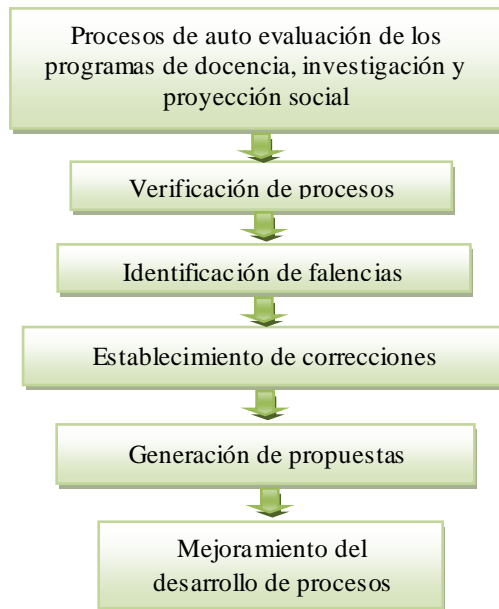 Procesos de auto evaluación de los
programas de docencia, investigación y
proyección social
Verificación de procesos
Identificación de falencias
Establecimiento de correcciones
Generación de propuestas
Mejoramiento del
desarrollo de procesos